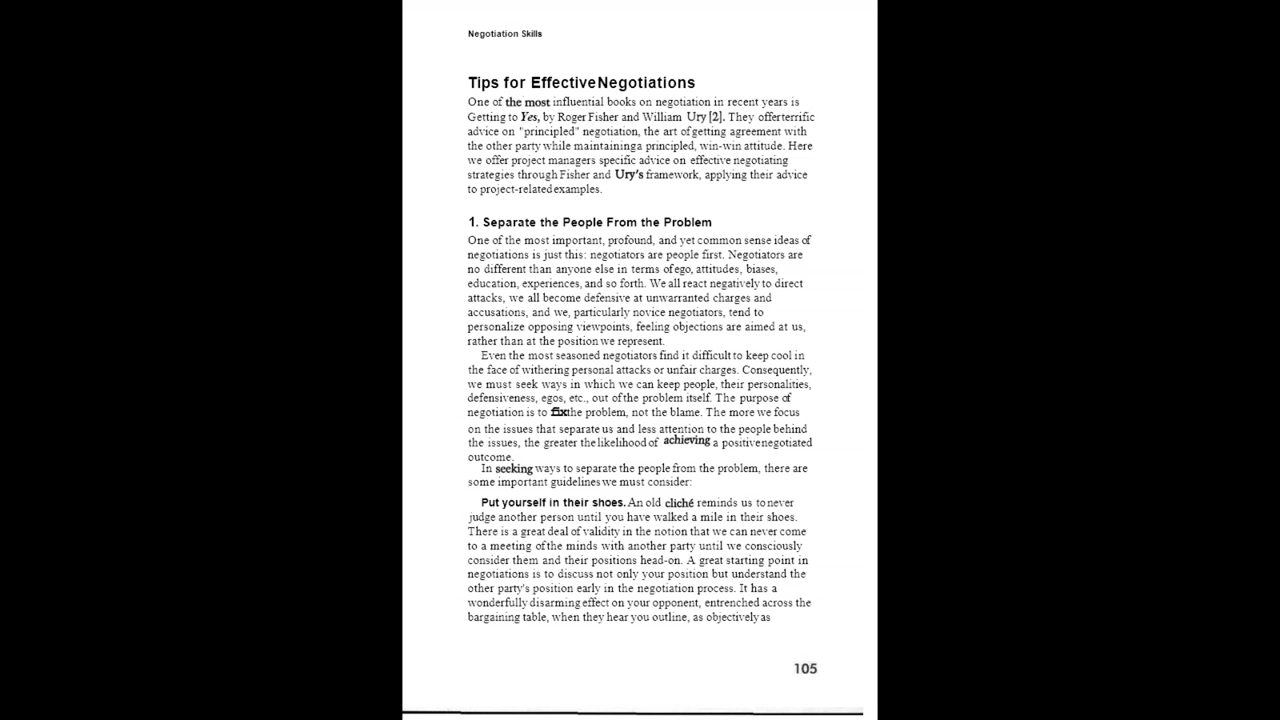 Negotiation Skills
Tips for Effective Negotiations
One of the most influential books on negotiation in recent years is
Getting to Yes, by Roger Fisher and William Ury [2]. They offer terrific
advice on "principled" negotiation, the art of getting agreement with
the other party while maintaining a principled, win-win attitude. Here
we offer project managers specific advice on effective negotiating
strategies through Fisher and Ury's framework, applying their advice
to project-related examples.
1. Separate the People From the Problem
One of the most important, profound, and yet common sense ideas of
negotiations is just this: negotiators are people first. Negotiators are
no different than anyone else in terms of ego, attitudes, biases,
education, experiences, and so forth. We all react negatively to direct
attacks, we all become defensive at unwarranted charges and
accusations, and we, particularly novice negotiators, tend to
personalize opposing viewpoints, feeling objections are aimed at us,
rather than at the position we represent.
Even the most seasoned negotiators find it difficult to keep cool in
the face of withering personal attacks or unfair charges. Consequently,
we must seek ways in which we can keep people, their personalities,
defensiveness, egos, etc., out of the problem itself. The purpose of
negotiation is to fix the problem, not the blame. The more we focus
on the issues that separate us and less attention to the people behind
the issues, the greater the likelihood of achieving a positive negotiated
outcome.
In seeking ways to separate the people from the problem, there are
some important guidelines we must consider:
Put yourself in their shoes. An old cliché reminds us to never
judge another person until you have walked a mile in their shoes.
There is a great deal of validity in the notion that we can never come
to a meeting of the minds with another party until we consciously
consider them and their positions head-on. A great starting point in
negotiations is to discuss not only your position but understand the
other party's position early in the negotiation process. It has a
wonderfully disarming effect on your opponent, entrenched across the
bargaining table, when they hear you outline, as objectively as
105